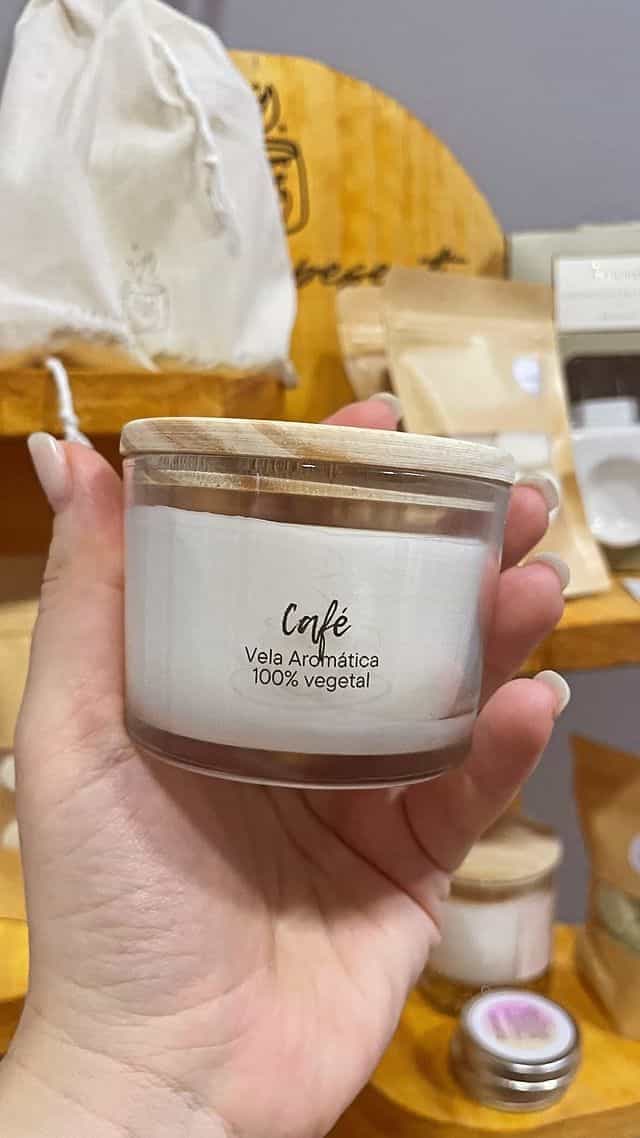 Café
Vela Aromática
100% vegetal